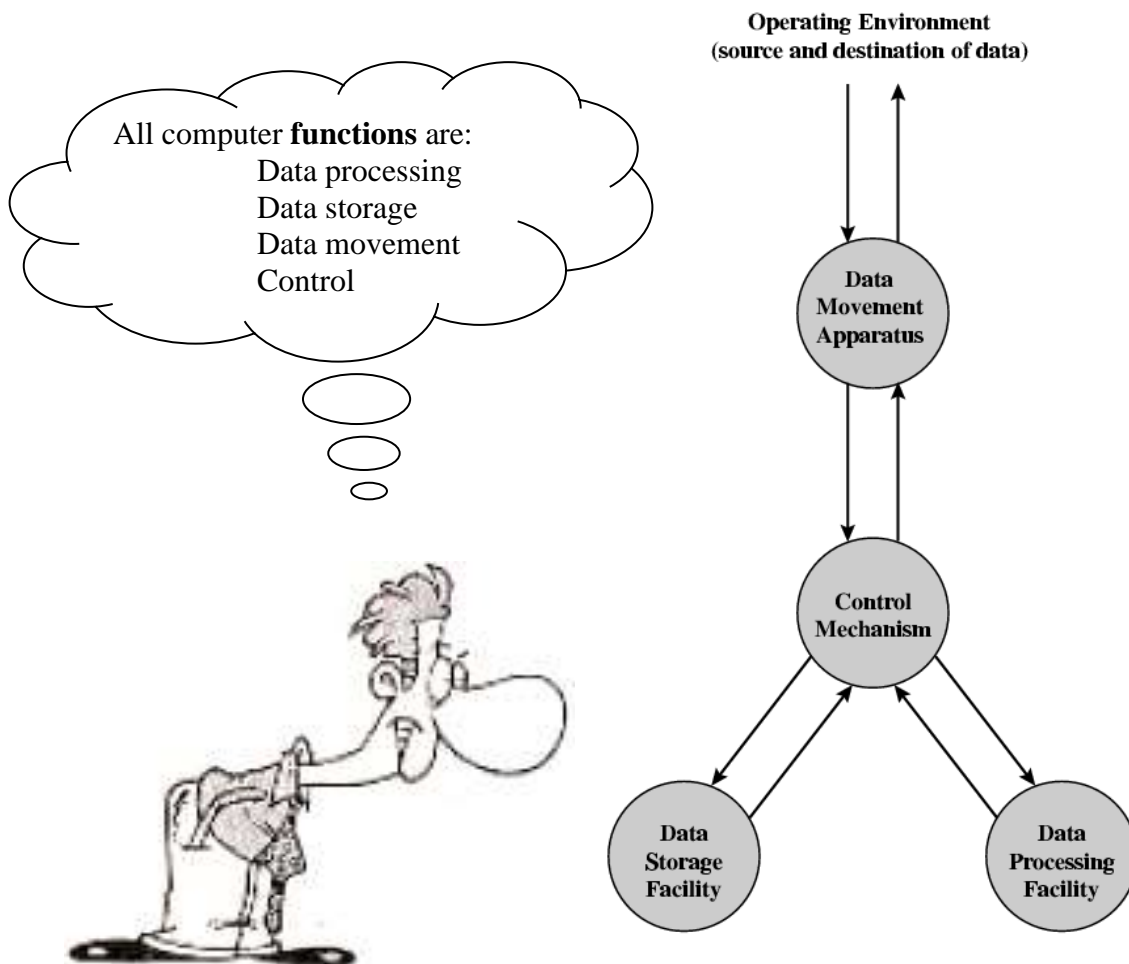 All computer functions are:
Data processing
Data storage
Data movement
Control
Operating Environment
(source and destination of data)
Data
Movement
Apparatus
Control
Mechanism
Data
Storage
Facility
Data
Processing
Facility